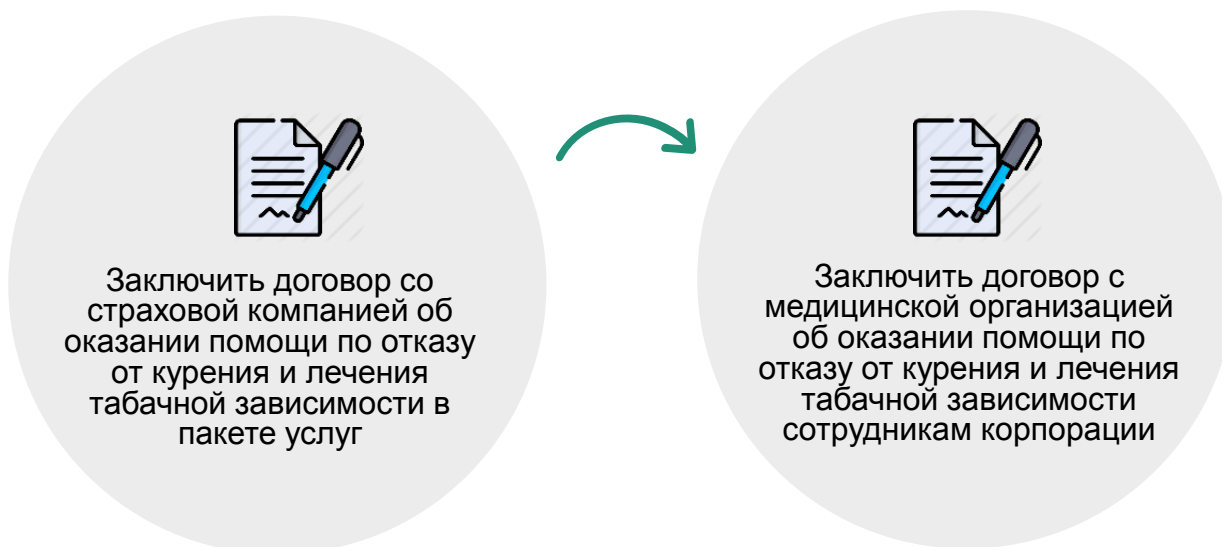 Заключить договор со
страховой компанией об
оказании помощи по отказу
от курения и лечения
табачной зависимости в
пакете услуг
Заключить договор с
медицинской организацией
об оказании помощи по
отказу от курения и лечения
табачной зависимости
сотрудникам корпорации